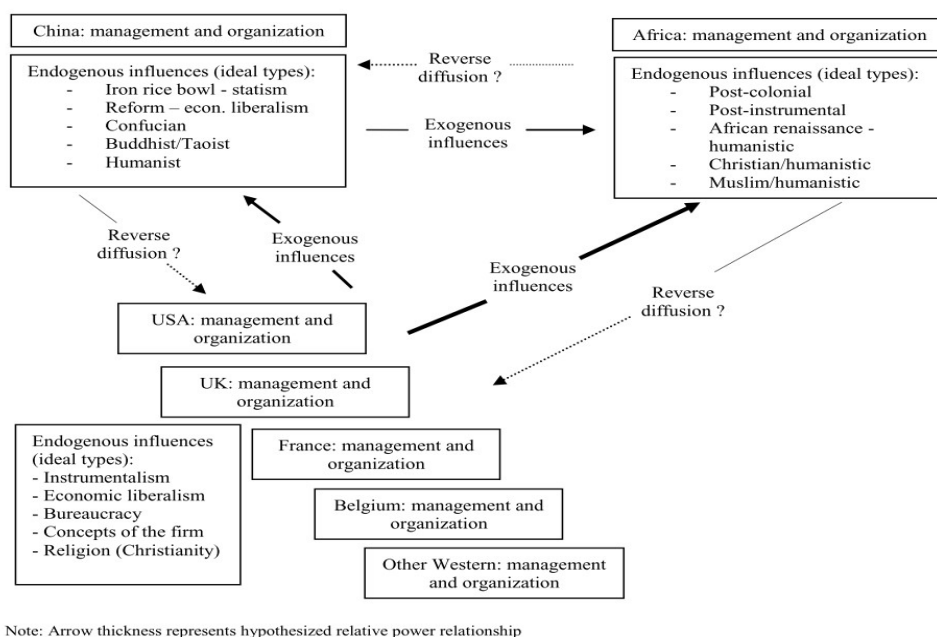 China: management and organization
Africa: management and organization
Endogenous influences (ideal types):
- Iron rice bowl - statism
- Reform – econ. liberalism
- Confucian
- Buddhist/Taoist
- Humanist
Reverse
diffusion ?
Exogenous
influences
Endogenous influences (ideal types):
- Post-colonial
- Post-instrumental
- African renaissance -
humanistic
- Christian/humanistic
- Muslim/humanistic
Reverse
diffusion ?
Exogenous
influences
Exogenous
influences
Reverse
diffusion ?
USA: management and
organization
UK: management and
organization
Endogenous influences
(ideal types):
- Instrumentalism
- Economic liberalism
- Bureaucracy
- Concepts of the firm
- Religion (Christianity)
France: management and
organization
Belgium: management and
organization
Other Western: management
and organization
Note: Arrow thickness represents hypothesized relative power relationship